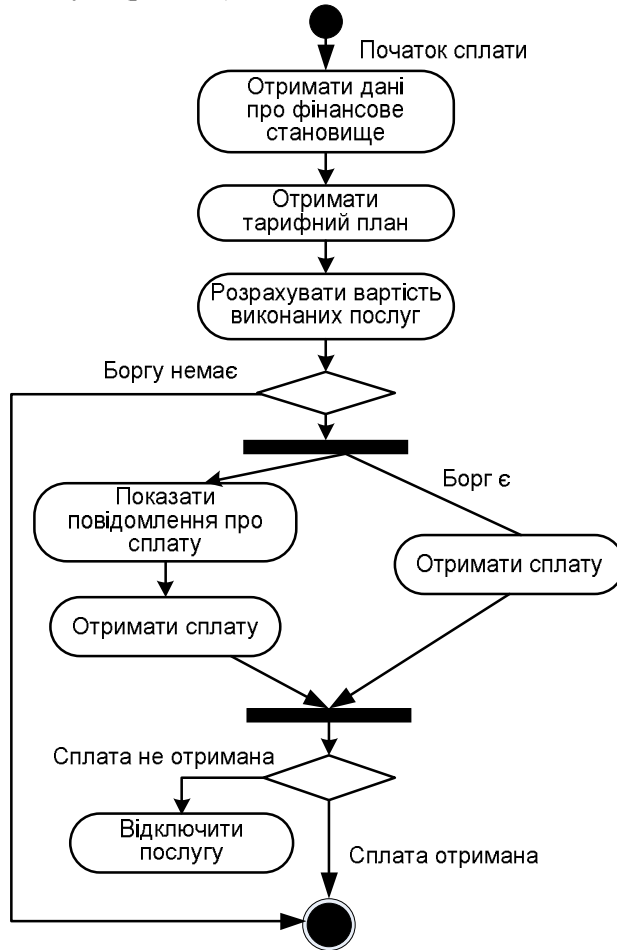 Початок сплати
Отримати дані
про фінансове
становище
Отримати
тарифний план
Розрахувати вартість
виконаних послуг
Боргу немає
Борг є
Показати
повідомлення про
сплату
Отримати сплату
Отримати сплату
Сплата не отримана
Відключити
послугу
Сплата отримана